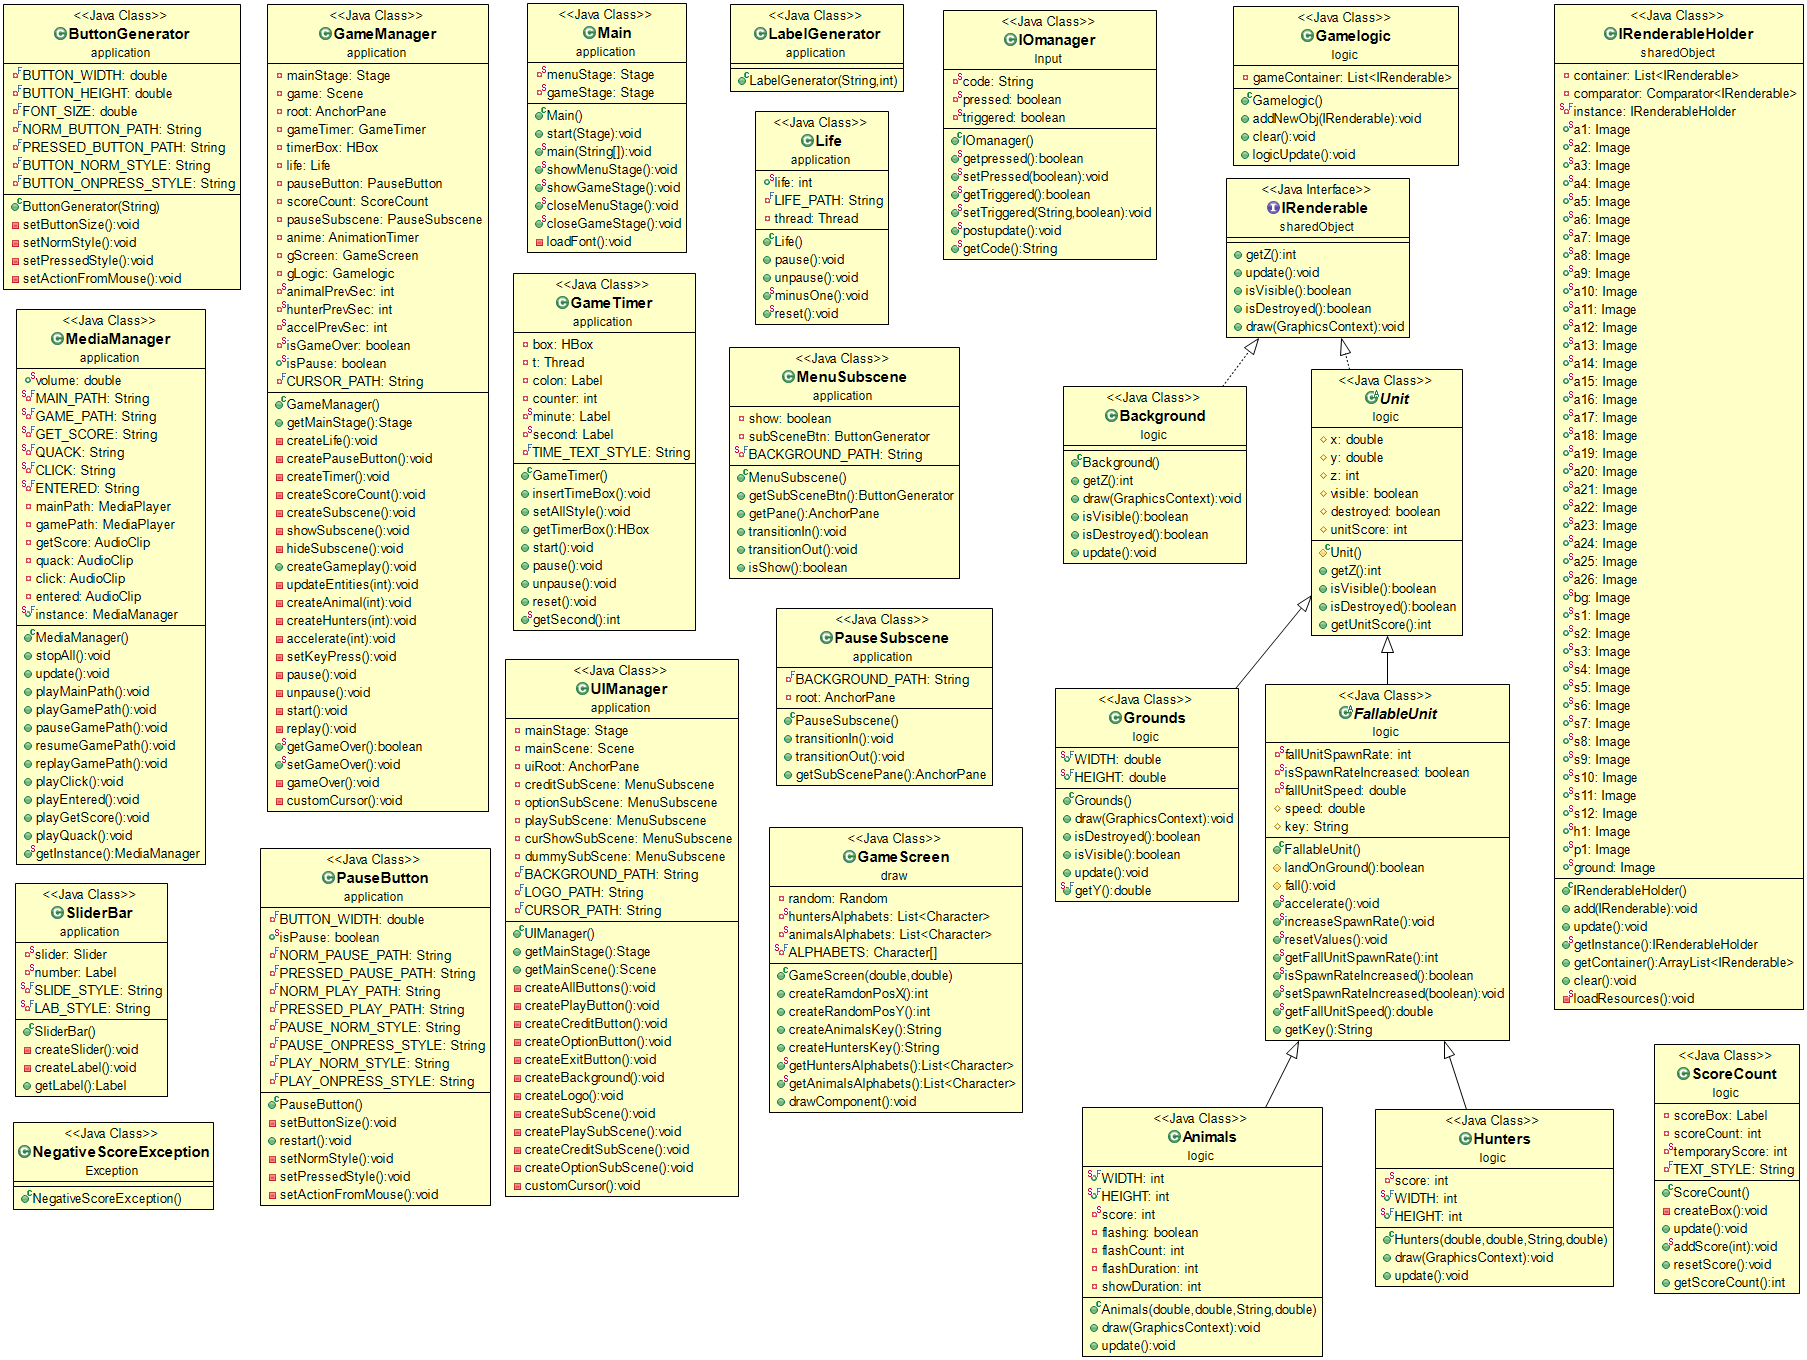 <<Java Class>>
ButtonGenerator
application
BUTTON_WIDTH: double
BUTTON_HEIGHT: double
FONT_SIZE: double
NORM_BUTTON_PATH: String
PRESSED_BUTTON_PATH: String
BUTTON_NORM_STYLE: String
BUTTON_ONPRESS_STYLE: String
ButtonGenerator(String)
setButtonSize():void
setNormStyle():void
setPressedStyle():void
setActionFromMouse():void
<<Java Class>>
MediaManager
application
volume: double
MAIN_PATH: String
GAME_PATH: String
GET_SCORE: String
QUACK: String
CLICK: String
ENTERED: String
mainPath: MediaPlayer
gamePath: MediaPlayer
getScore: AudioClip
quack: AudioClip
click: AudioClip
entered: AudioClip
instance: MediaManager
MediaManager()
stopAll():void
update():void
playMainPath():void
playGamePath():void
pauseGamePath():void
resumeGamePath():void
replayGamePath():void
playClick():void
playEntered():void
playGetScore():void
playQuack():void
getInstance():MediaManager
<<Java Class>>
SliderBar
application
slider: Slider
number: Label
SLIDE_STYLE: String
LAB_STYLE: String
SliderBar()
createSlider():void
createLabel():void
getLabel():Label
<<Java Class>>
NegativeScoreException
Exception
NegativeScoreException()
<<Java Class>>
GameManager
application
mainStage: Stage
game: Scene
root: AnchorPane
gameTimer: GameTimer
timerBox: HBox
life: Life
pauseButton: PauseButton
scoreCount: ScoreCount
pauseSubscene: PauseSubscene
anime: AnimationTimer
gScreen: GameScreen
gLogic: Gamelogic
animalPrevSec: int
hunterPrevSec: int
accelPrevSec: int
isGameOver: boolean
isPause: boolean
CURSOR_PATH: String
GameManager()
getMainStage():Stage
createLife():void
createPauseButton():void
createTimer():void
createScoreCount():void
createSubscene():void
showSubscene():void
hideSubscene():void
createGameplay():void
updateEntities(int):void
createAnimal(int):void
createHunters(int):void
accelerate(int):void
setKeyPress():void
pause():void
unpause():void
start():void
replay():void
getGameOver():boolean
setGameOver():void
gameOver():void
customCursor():void
<<Java Class>>
PauseButton
application
BUTTON_WIDTH: double
isPause: boolean
NORM_PAUSE_PATH: String
PRESSED_PAUSE_PATH: String
NORM_PLAY_PATH: String
PRESSED_PLAY_PATH: String
PAUSE_NORM_STYLE: String
PAUSE_ONPRESS_STYLE: String
PLAY_NORM_STYLE: String
PLAY_ONPRESS_STYLE: String
PauseButton()
setButtonSize():void
restart():void
setNormStyle():void
setPressedStyle():void
setActionFromMouse():void
<<Java Class>>
Main
application
menuStage: Stage
gameStage: Stage
Main()
start(Stage):void
main(String[]):void
showMenuStage():void
showGameStage():void
closeMenuStage():void
closeGameStage():void
loadFont():void
<<Java Class>>
GameTimer
application
box: HBox
t: Thread
colon: Label
counter: int
minute: Label
second: Label
TIME_TEXT_STYLE: String
GameTimer()
insertTimeBox():void
setAllStyle():void
getTimerBox():HBox
start():void
pause():void
unpause():void
reset():void
getSecond():int
<<Java Class>>
UIManager
application
mainStage: Stage
mainScene: Scene
uiRoot: AnchorPane
creditSubScene: MenuSubscene
optionSubScene: MenuSubscene
playSubScene: MenuSubscene
curShowSubScene: MenuSubscene
dummySubScene: MenuSubscene
BACKGROUND_PATH: String
LOGO_PATH: String
CURSOR_PATH: String
UIManager()
getMainStage():Stage
getMainScene():Scene
createAllButtons():void
createPlayButton():void
createCreditButton():void
createOptionButton():void
createExitButton():void
createBackground():void
createLogo():void
createSubScene():void
createPlaySubScene():void
createCreditSubScene():void
createOptionSubScene():void
customCursor():void
<<Java Class>>
LabelGenerator
application
LabelGenerator(String,int)
<<Java Class>>
Life
application
life: int
LIFE_PATH: String
thread: Thread
Life()
pause():void
unpause():void
minusOne():void
reset():void
<<Java Class>>
MenuSubscene
application
show: boolean
subSceneBtn: ButtonGenerator
BACKGROUND_PATH: String
MenuSubscene()
getSubSceneBtn():ButtonGenerator
getPane():AnchorPane
transitionIn():void
transitionOut():void
isShow():boolean
<<Java Class>>
PauseSubscene
application
BACKGROUND_PATH: String
root: AnchorPane
PauseSubscene()
transitionIn():void
transitionOut():void
getSubScenePane():AnchorPane
<<Java Class>>
GameScreen
draw
random: Random
huntersAlphabets: List<Character>
animalsAlphabets: List<Character>
ALPHABETS: Character[]
GameScreen(double,double)
createRamdonPosX():int
createRandomPosY():int
createAnimalsKey():String
createHuntersKey():String
getHuntersAlphabets():List<Character>
getAnimalsAlphabets():List<Character>
drawComponent():void
<<Java Class>>
IOmanager
Input
code: String
pressed: boolean
triggered: boolean
IOmanager()
getpressed():boolean
setPressed(boolean):void
getTriggered():boolean
setTriggered(String,boolean):void
postupdate():void
getCode():String
<<Java Class>>
Gamelogic
logic
gameContainer: List<IRenderable>
Gamelogic()
addNewObj(IRenderable):void
clear():void
logicUpdate():void
<<Java Interface>>
IRenderable
sharedObject
getZ():int
update():void
isVisible():boolean
isDestroyed():boolean
draw(GraphicsContext):void
<<Java Class>>
Background
logic
Background()
getZ():int
draw(GraphicsContext):void
isVisible():boolean
isDestroyed():boolean
update():void
<<Java Class>>
Unit
logic
x: double
y: double
z: int
visible: boolean
destroyed: boolean
unitScore: int
Unit()
getZ():int
isVisible():boolean
isDestroyed():boolean
getUnitScore():int
<<Java Class>>
Grounds
logic
WIDTH: double
HEIGHT: double
Grounds()
draw(GraphicsContext):void
isDestroyed():boolean
isVisible():boolean
update():void
getY():double
<<Java Class>>
FallableUnit
logic
fallUnitSpawnRate: int
isSpawnRateIncreased: boolean
fallUnitSpeed: double
speed: double
key: String
FallableUnit()
landOnGround():boolean
fall():void
accelerate():void
increaseSpawnRate():void
resetValues():void
getFallUnitSpawnRate():int
isSpawnRateIncreased():boolean
setSpawnRateIncreased(boolean):void
getFallUnitSpeed():double
getKey():String
<<Java Class>>
Animals
logic
WIDTH: int
HEIGHT: int
score: int
flashing: boolean
flashCount: int
flashDuration: int
showDuration: int
Animals(double,double,String,double)
draw(GraphicsContext):void
update():void
<<Java Class>>
Hunters
logic
score: int
WIDTH: int
HEIGHT: int
Hunters(double,double,String,double)
draw(GraphicsContext):void
update():void
<<Java Class>>
IRenderableHolder
sharedObject
container: List<IRenderable>
comparator: Comparator<IRenderable>
instance: IRenderableHolder
a1: Image
a2: Image
a3: Image
a4: Image
a5: Image
a6: Image
a7: Image
a8: Image
a9: Image
a10: Image
a11: Image
a12: Image
a13: Image
a14: Image
a15: Image
a16: Image
a17: Image
a18: Image
a19: Image
a20: Image
a21: Image
a22: Image
a23: Image
a24: Image
a25: Image
a26: Image
bg: Image
s1: Image
s2: Image
s3: Image
s4: Image
s5: Image
s6: Image
s7: Image
s8: Image
s9: Image
s10: Image
s11: Image
s12: Image
h1: Image
p1: Image
ground: Image
IRenderableHolder()
add(IRenderable):void
update():void
getInstance():IRenderableHolder
getContainer():ArrayList<IRenderable>
clear():void
loadResources():void
<<Java Class>>
ScoreCount
logic
scoreBox: Label
scoreCount: int
temporaryScore: int
TEXT_STYLE: String
ScoreCount()
createBox():void
update():void
addScore(int):void
resetScore():void
getScoreCount():int